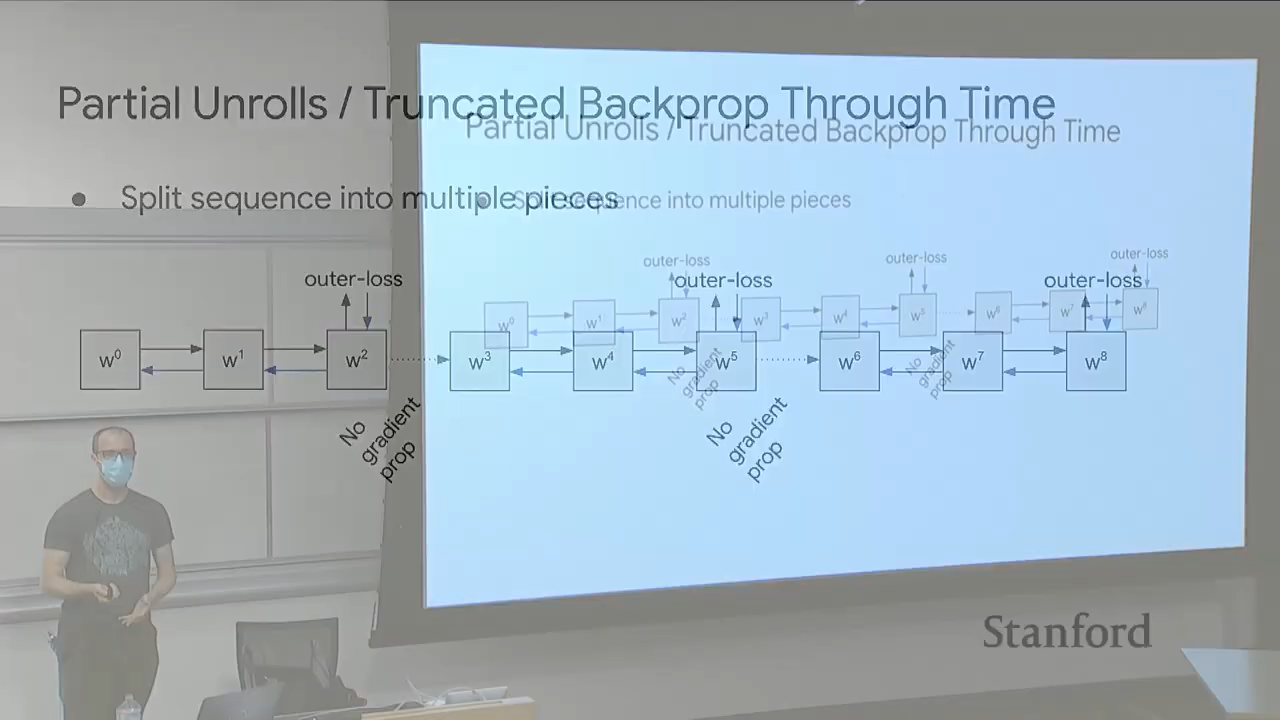 Partial Unrolls / Truncated Backprop Through Time
Partial Unrolls / Truncated Backprop Through Time
● Split sequence into multiple pieces
● Split sequence into multiple pieces
outer-loss outer-loss outer-loss
outer-loss outer-loss outer-loss
w⁰ w¹ w² w³ w⁴ w⁵ w⁶ w⁷ w⁸
w⁰ w¹ w² w³ w⁴ w⁵ w⁶ w⁷ w⁸
No gradient prop No gradient prop
No gradient prop No gradient prop
Stanford